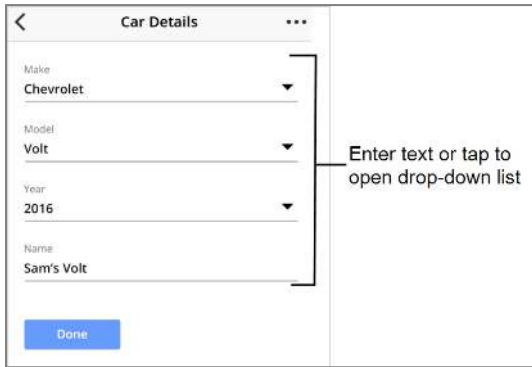 Car Details
Make
Chevrolet
Model
Volt
Year
2016
Name
Sam's Volt
Done
Enter text or tap to
open drop-down list